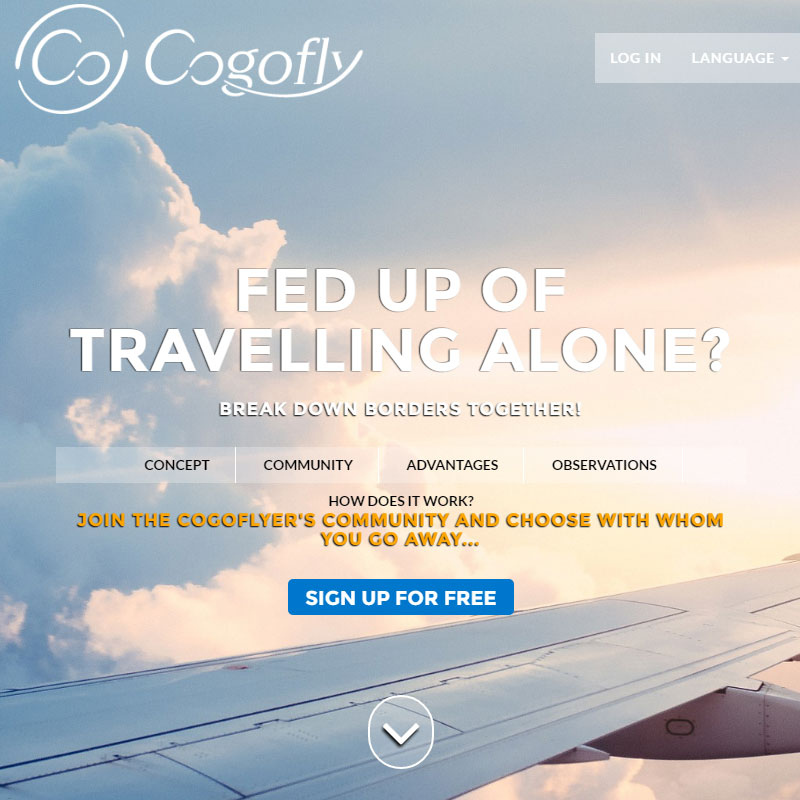 Co Cogofly
LOG IN LANGUAGE
FED UP OF
TRAVELLING ALONE?
BREAK DOWN BORDERS TOGETHER!
CONCEPT COMMUNITY ADVANTAGES OBSERVATIONS
HOW DOES IT WORK?
JOIN THE COGOFLYER'S COMMUNITY AND CHOOSE WITH WHOM
YOU GO AWAY...
SIGN UP FOR FREE